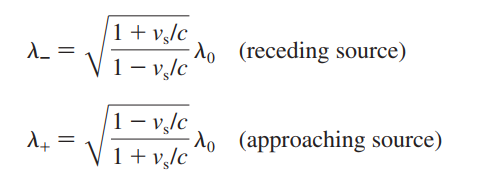 λ₋ = √((1 + vₛ/c)/(1 − vₛ/c)) λ₀ (receding source)
λ₊ = √((1 − vₛ/c)/(1 + vₛ/c)) λ₀ (approaching source)